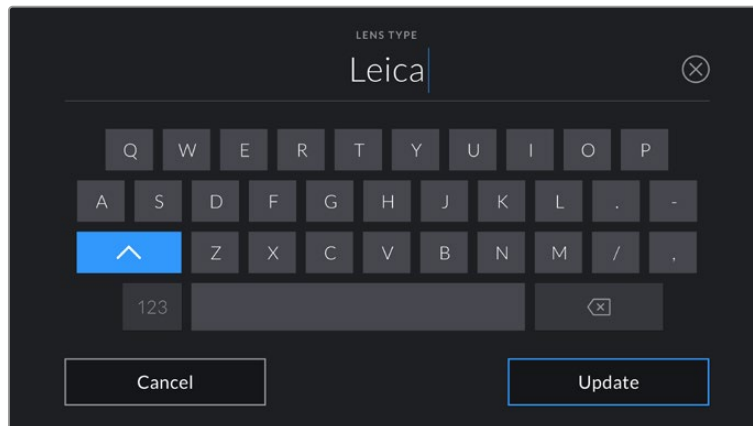 LENS TYPE
Leica
Q W E R T Y U I O P
A S D F G H J K L . -
Z X C V B N M / ,
123
Cancel Update